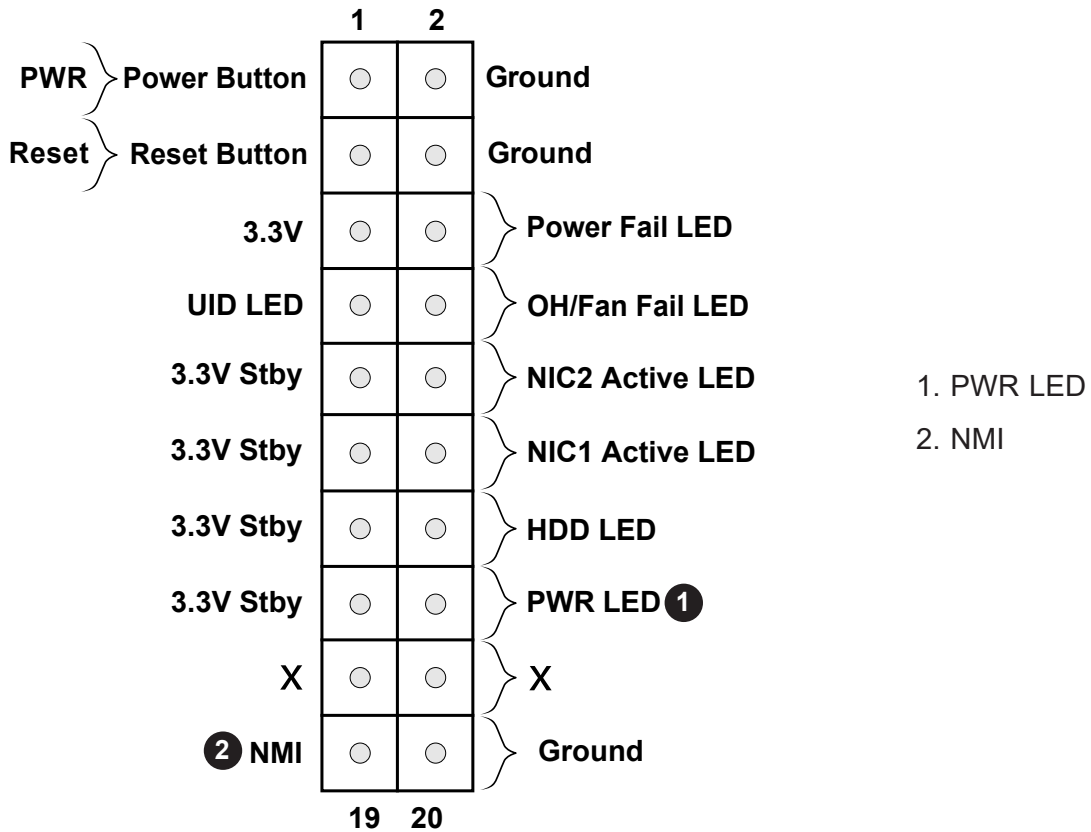 1 2
PWR Power Button Ground
Reset Reset Button Ground
3.3V Power Fail LED
UID LED OH/Fan Fail LED
3.3V Stby NIC2 Active LED
3.3V Stby NIC1 Active LED
3.3V Stby HDD LED
3.3V Stby PWR LED 1
X X
2 NMI Ground
19 20
1. PWR LED
2. NMI